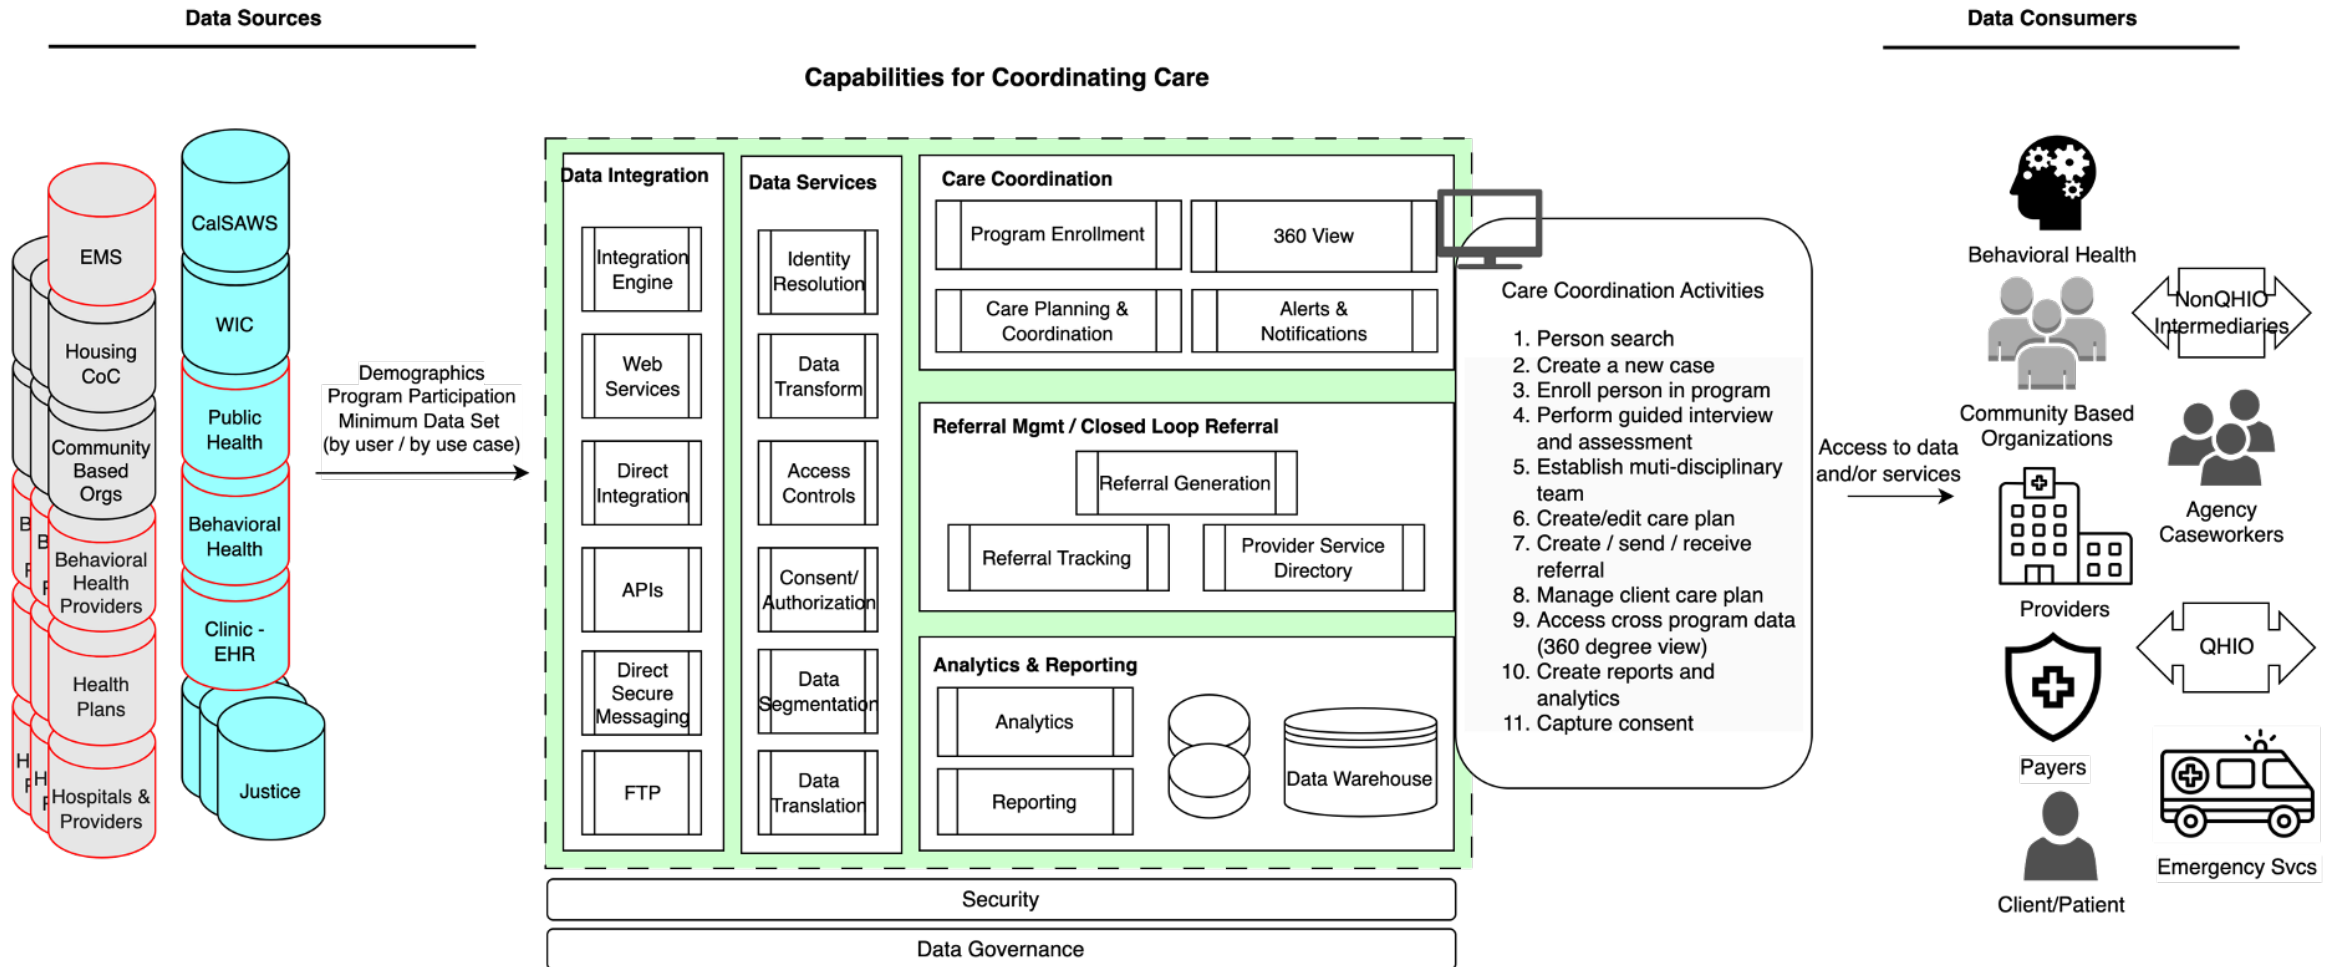 Data Sources
Data Consumers
Capabilities for Coordinating Care
EMS
Housing
CoC
Community
Based
Orgs
Behavioral
Health
Providers
Health
Plans
Hospitals &
Providers
B
B
F
F
H
H
F
F
CalSAWS
WIC
Public
Health
Behavioral
Health
Clinic -
EHR
Justice
Demographics
Program Participation
Minimum Data Set
(by user / by use case)
Data Integration
Integration
Engine
Web
Services
Direct
Integration
APIs
Direct
Secure
Messaging
FTP
Data Services
Identity
Resolution
Data
Transform
Access
Controls
Consent/
Authorization
Data
Segmentation
Data
Translation
Care Coordination
Program Enrollment
360 View
Care Planning &
Coordination
Alerts &
Notifications
Referral Mgmt / Closed Loop Referral
Referral Generation
Referral Tracking
Provider Service
Directory
Analytics & Reporting
Analytics
Reporting
Data Warehouse
Security
Data Governance
Care Coordination Activities
1. Person search
2. Create a new case
3. Enroll person in program
4. Perform guided interview
and assessment
5. Establish muti-disciplinary
team
6. Create/edit care plan
7. Create / send / receive
referral
8. Manage client care plan
9. Access cross program data
(360 degree view)
10. Create reports and
analytics
11. Capture consent
Access to data
and/or services
Behavioral Health
NonQHIO
Intermediaries
Community Based
Organizations
Agency
Caseworkers
Providers
QHIO
Payers
Emergency Svcs
Client/Patient